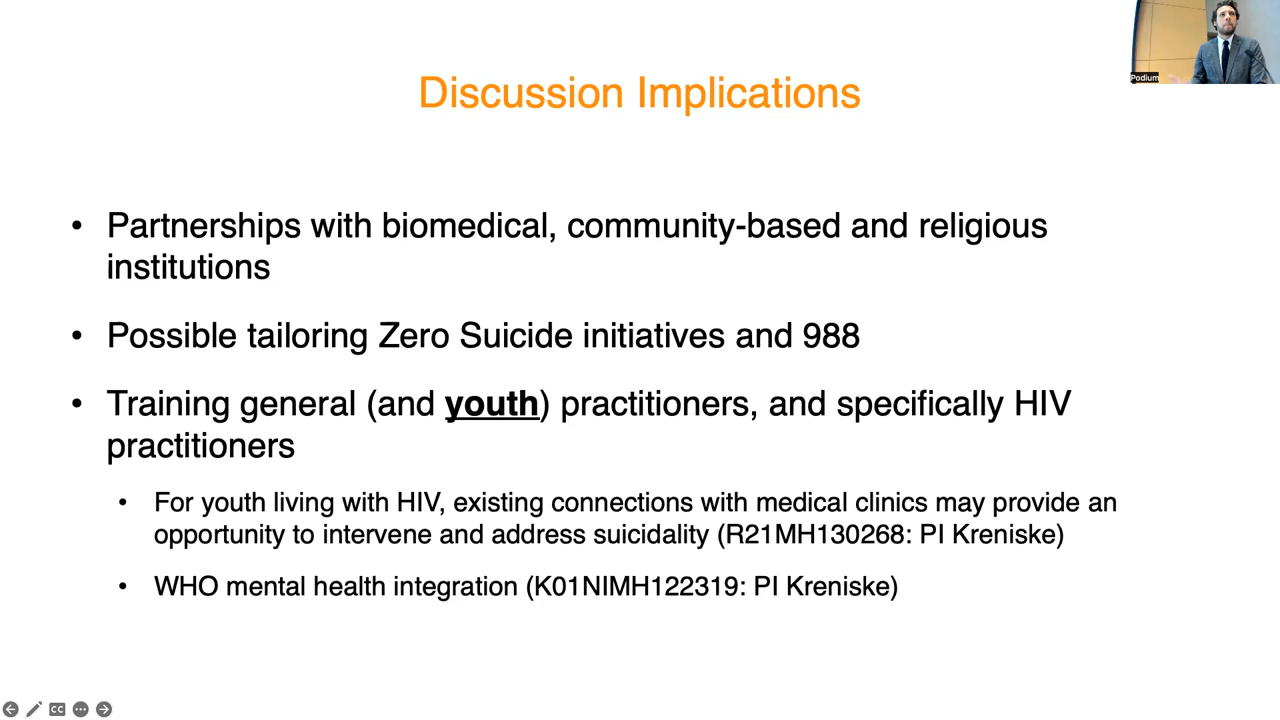 Podium
Discussion Implications
• Partnerships with biomedical, community-based and religious
institutions
• Possible tailoring Zero Suicide initiatives and 988
• Training general (and youth) practitioners, and specifically HIV
practitioners
• For youth living with HIV, existing connections with medical clinics may provide an
opportunity to intervene and address suicidality (R21MH130268: PI Kreniske)
• WHO mental health integration (K01NIMH122319: PI Kreniske)
CC